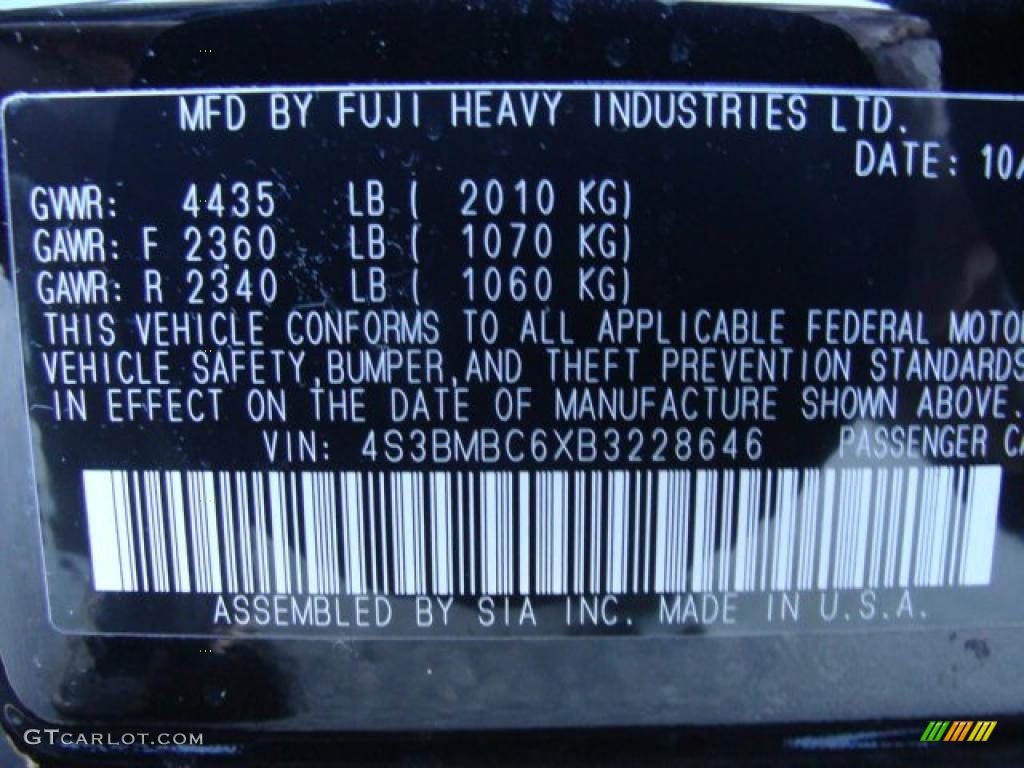 MFD BY FUJI HEAVY INDUSTRIES LTD.
DATE: 10/
GVWR: 4435 LB ( 2010 KG)
GAWR: F 2360 LB ( 1070 KG)
GAWR: R 2340 LB ( 1060 KG)
THIS VEHICLE CONFORMS TO ALL APPLICABLE FEDERAL MOTOR
VEHICLE SAFETY,BUMPER,AND THEFT PREVENTION STANDARDS
IN EFFECT ON THE DATE OF MANUFACTURE SHOWN ABOVE.
VIN: 4S3BMBC6XB3228646 PASSENGER CA
ASSEMBLED BY SIA INC. MADE IN U.S.A.
GTCARLOT.COM